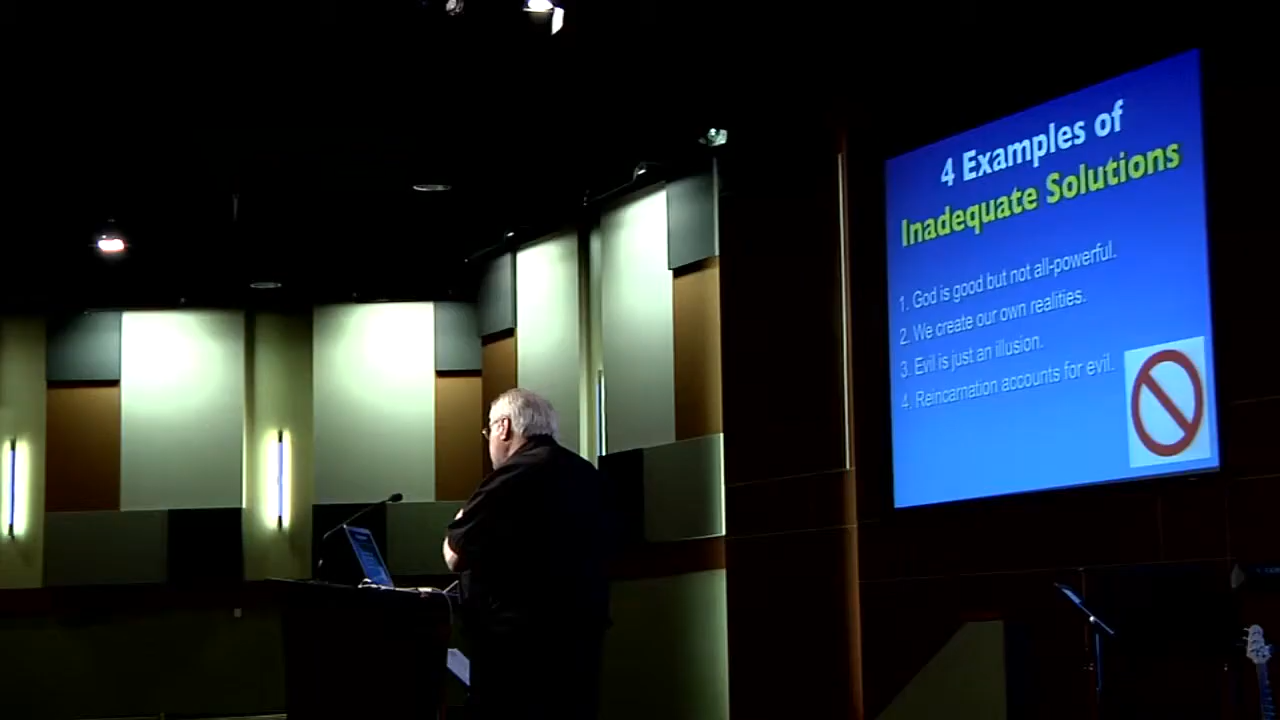 4 Examples of
Inadequate Solutions
1. God is good but not all-powerful.
2. We create our own realities.
3. Evil is just an illusion.
4. Reincarnation accounts for evil.